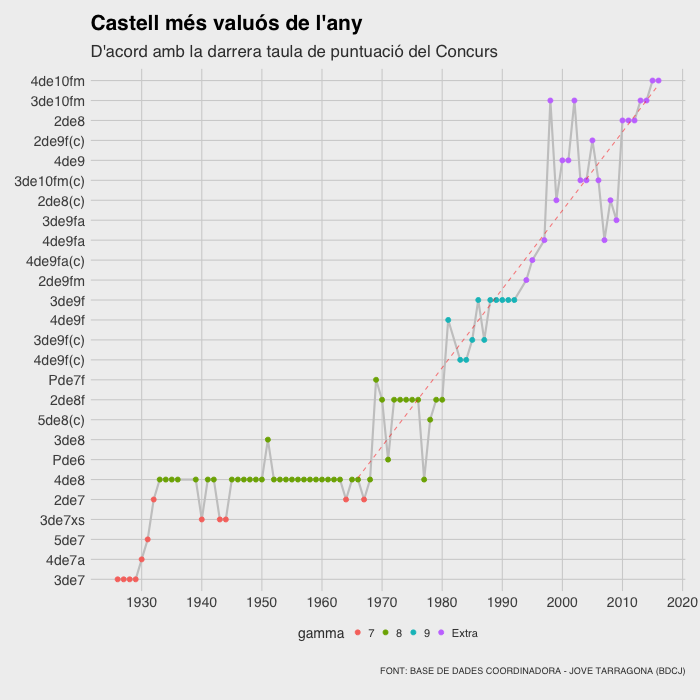 Castell més valuós de l'any
D'acord amb la darrera taula de puntuació del Concurs
4de10fm
3de10fm
2de8
2de9f(c)
4de9
3de10fm(c)
2de8(c)
3de9fa
4de9fa
4de9fa(c)
2de9fm
3de9f
4de9f
3de9f(c)
4de9f(c)
Pde7f
2de8f
5de8(c)
3de8
Pde6
4de8
2de7
3de7xs
5de7
4de7a
3de7
1930 1940 1950 1960 1970 1980 1990 2000 2010 2020
gamma 7 8 9 Extra
FONT: BASE DE DADES COORDINADORA - JOVE TARRAGONA (BDCJ)